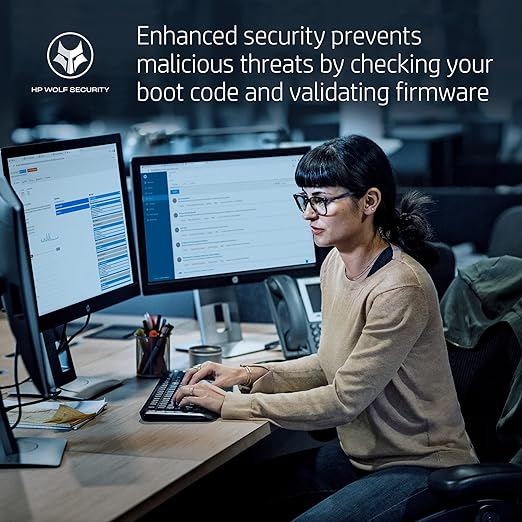 Enhanced security prevents
malicious threats by checking your
boot code and validating firmware
HP WOLF SECURITY